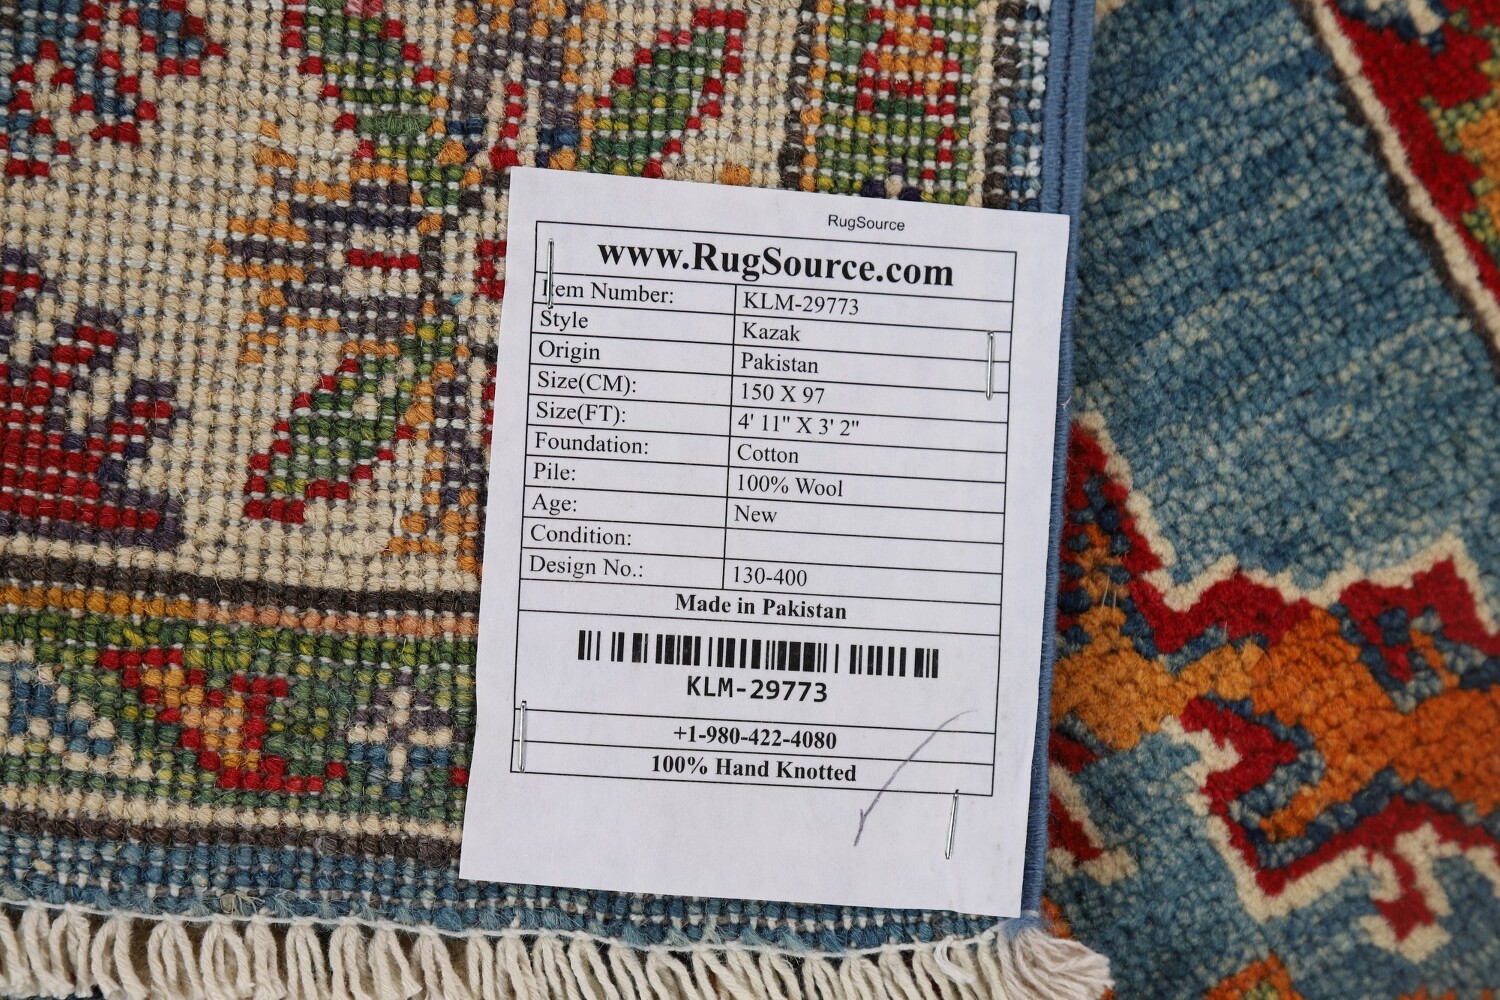 RugSource
www.RugSource.com
Item Number: KLM-29773
Style Kazak
Origin Pakistan
Size(CM): 150 X 97
Size(FT): 4' 11" X 3' 2"
Foundation: Cotton
Pile: 100% Wool
Age: New
Condition:
Design No.: 130-400
Made in Pakistan
KLM-29773
+1-980-422-4080
100% Hand Knotted